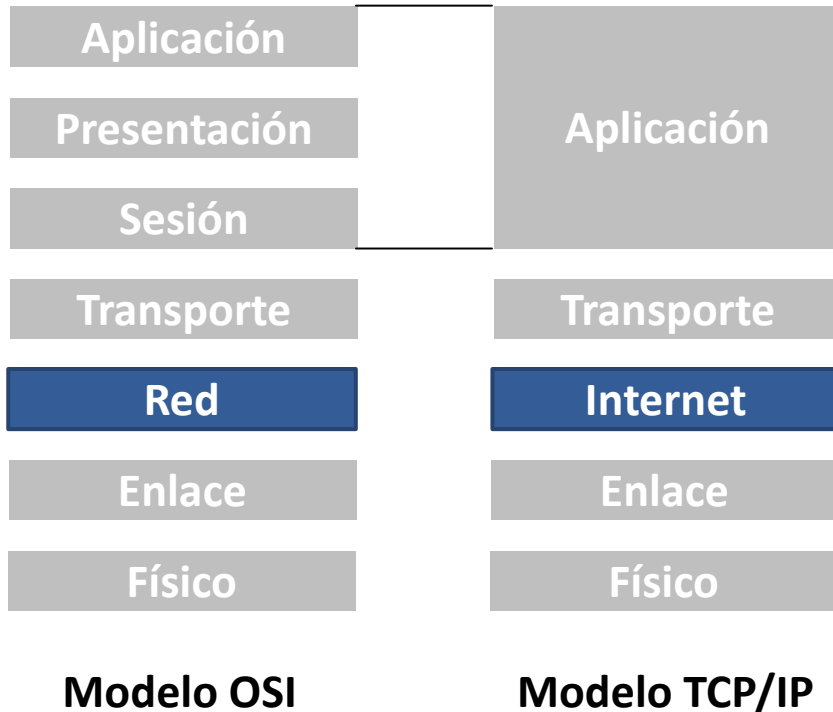 Aplicación
Presentación
Sesión
Transporte
Red
Enlace
Físico
Modelo OSI
Aplicación
Transporte
Internet
Enlace
Físico
Modelo TCP/IP